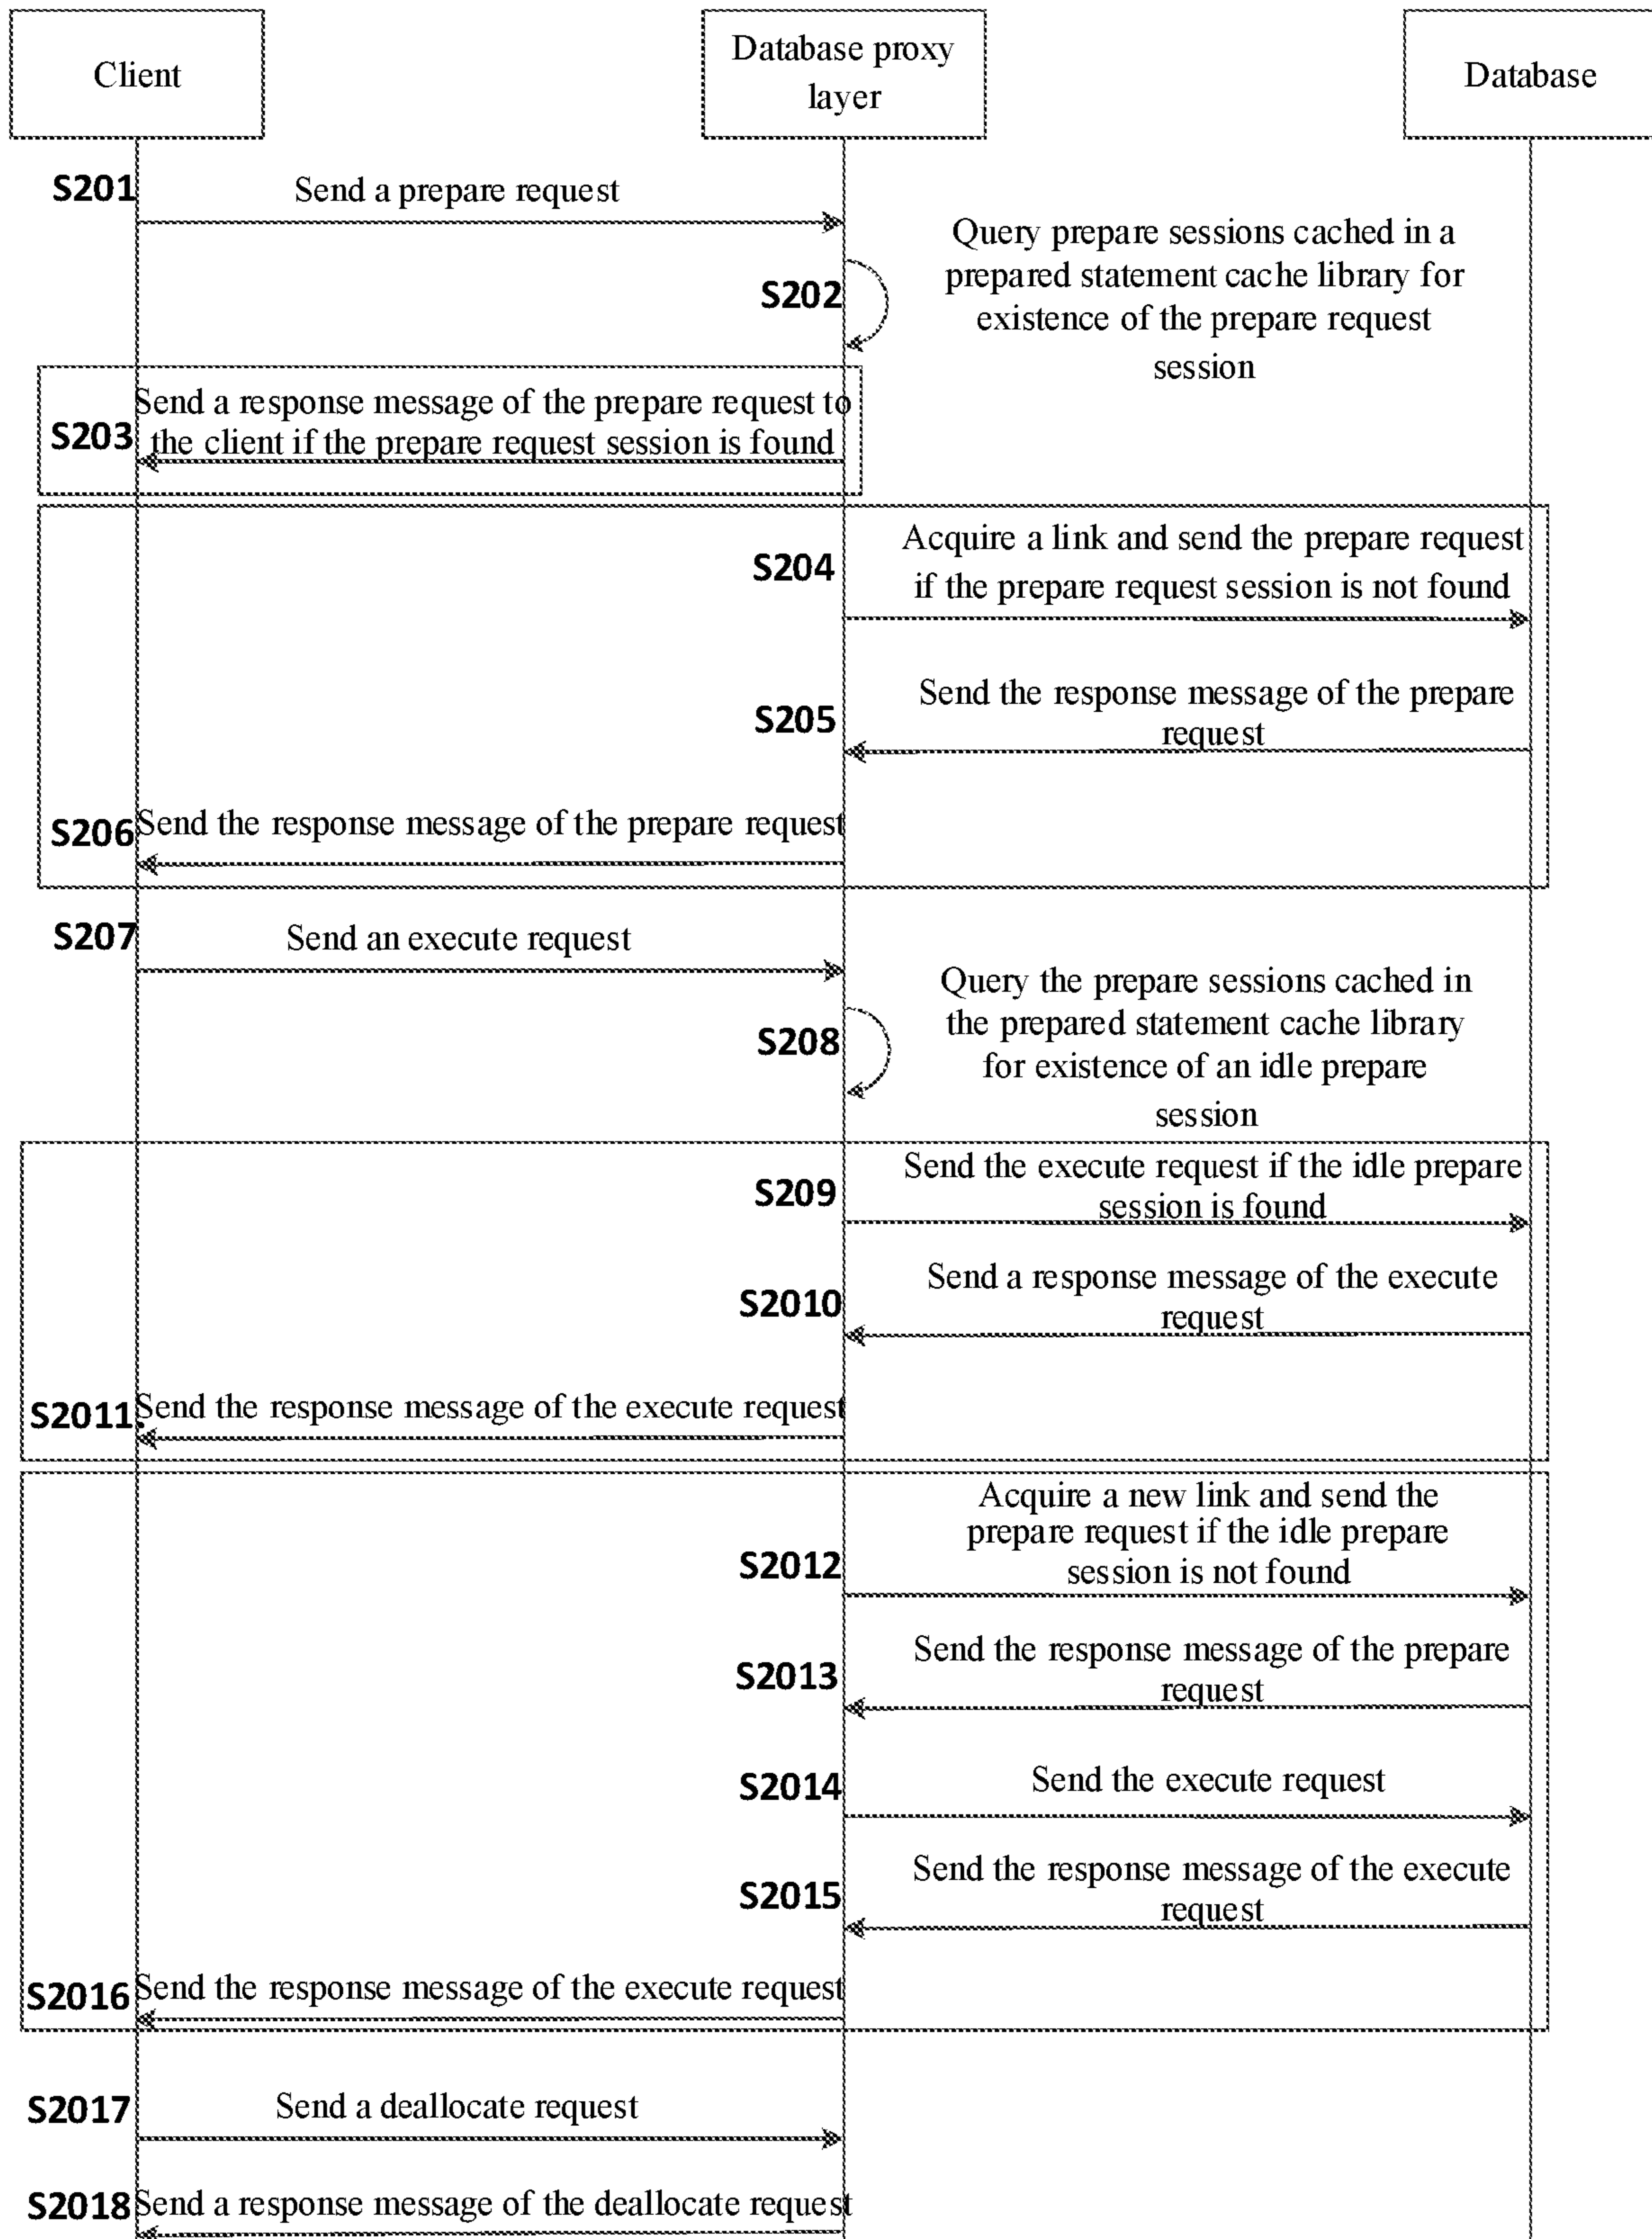 Client
Database proxy
layer
Database
S201
Send a prepare request
S202
Query prepare sessions cached in a
prepared statement cache library for
existence of the prepare request
session
S203
Send a response message of the prepare request to
the client if the prepare request session is found
S204
Acquire a link and send the prepare request
if the prepare request session is not found
S205
Send the response message of the prepare
request
S206
Send the response message of the prepare request
S207
Send an execute request
S208
Query the prepare sessions cached in
the prepared statement cache library
for existence of an idle prepare
session
S209
Send the execute request if the idle prepare
session is found
S2010
Send a response message of the execute
request
S2011.
Send the response message of the execute request
S2012
Acquire a new link and send the
prepare request if the idle prepare
session is not found
S2013
Send the response message of the prepare
request
S2014
Send the execute request
S2015
Send the response message of the execute
request
S2016
Send the response message of the execute request
S2017
Send a deallocate request
S2018
Send a response message of the deallocate request